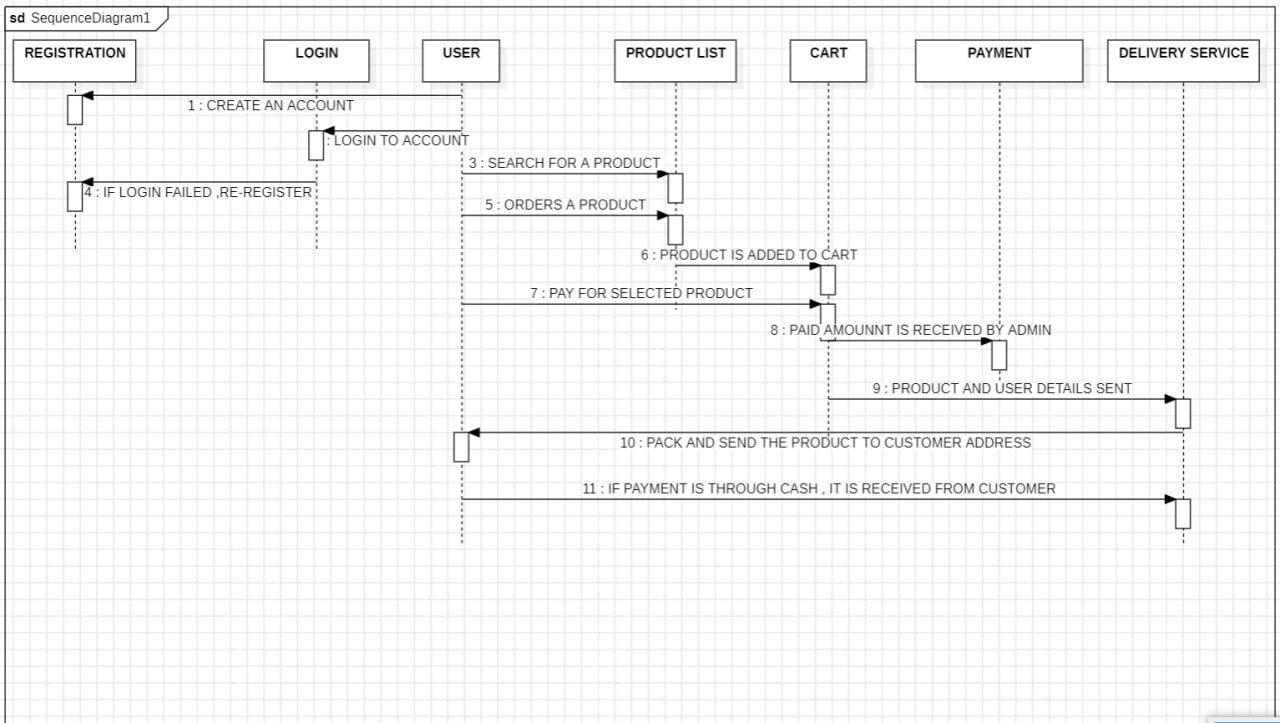 sd SequenceDiagram1
REGISTRATION
LOGIN
USER
PRODUCT LIST
CART
PAYMENT
DELIVERY SERVICE
1 : CREATE AN ACCOUNT
: LOGIN TO ACCOUNT
3 : SEARCH FOR A PRODUCT
4 : IF LOGIN FAILED ,RE-REGISTER
5 : ORDERS A PRODUCT
6 : PRODUCT IS ADDED TO CART
7 : PAY FOR SELECTED PRODUCT
8 : PAID AMOUNNT IS RECEIVED BY ADMIN
9 : PRODUCT AND USER DETAILS SENT
10 : PACK AND SEND THE PRODUCT TO CUSTOMER ADDRESS
11 : IF PAYMENT IS THROUGH CASH , IT IS RECEIVED FROM CUSTOMER